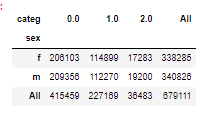 :
categ 0.0 1.0 2.0 All
sex
f 206103 114899 17283 338285
m 209356 112270 19200 340826
All 415459 227169 36483 679111